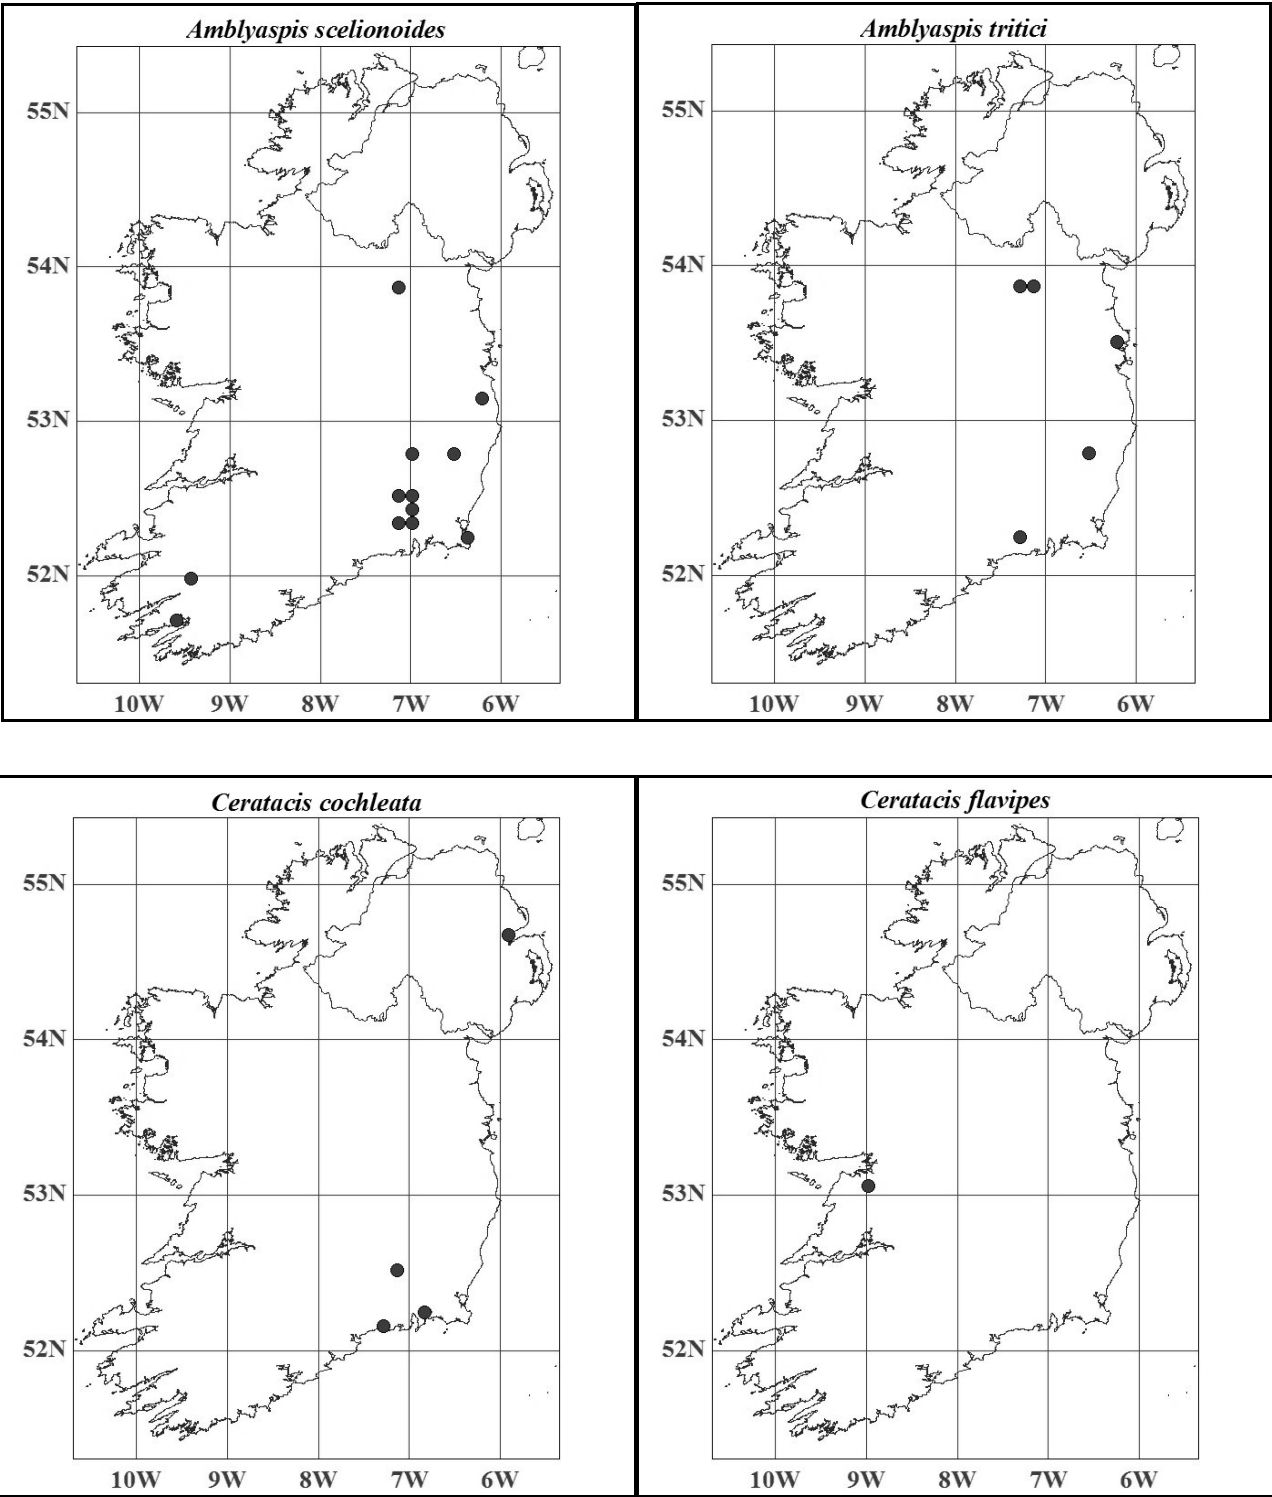 Amblyaspis scelionoides
55N
54N
53N
52N
10W 9W 8W 7W 6W
Amblyaspis tritici
55N
54N
53N
52N
10W 9W 8W 7W 6W
Ceratacis cochleata
55N
54N
53N
52N
10W 9W 8W 7W 6W
Ceratacis flavipes
55N
54N
53N
52N
10W 9W 8W 7W 6W